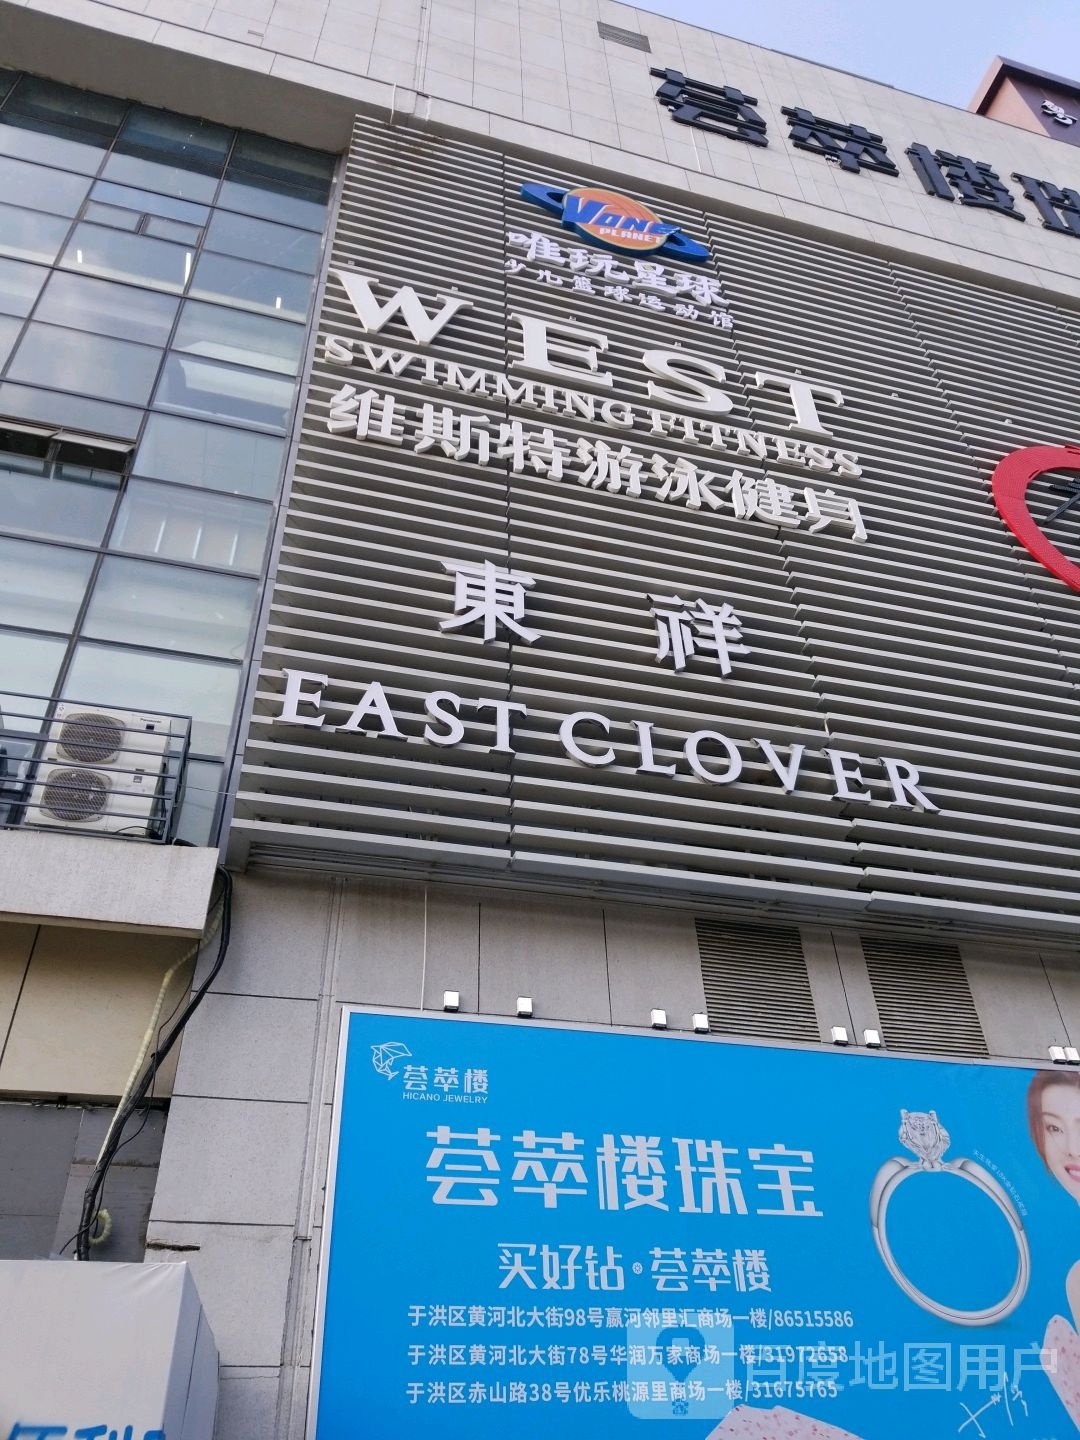 荟萃楼珠
VONE
PLANET
唯玩星球
少儿篮球运动馆
WEST
SWIMMING FITNESS
维斯特游泳健身
東祥
EAST CLOVER
Panasonic
荟萃楼
HICANO JEWELRY
荟萃楼珠宝
买好钻·荟萃楼
于洪区黄河北大街98号赢河邻里汇商场一楼/86515586
于洪区黄河北大街78号华润万家商场一楼/31972658
于洪区赤山路38号优乐桃源里商场一楼/31675765
百度地图用户